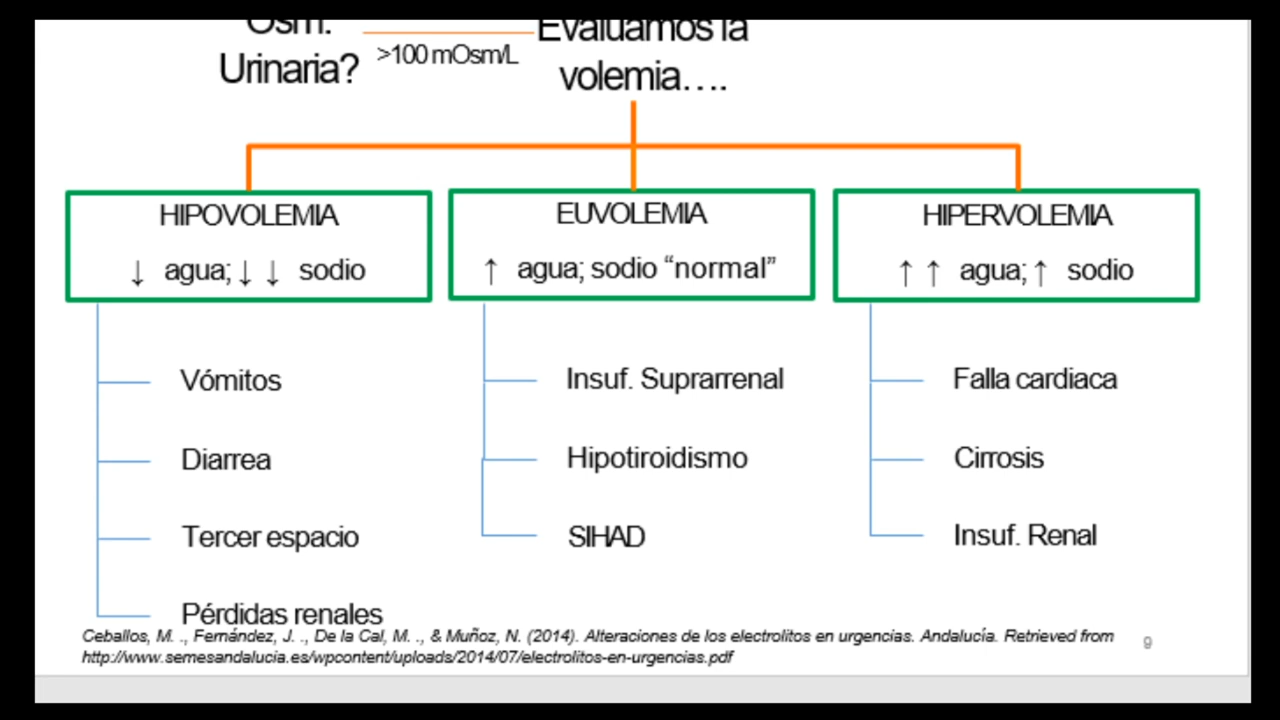 Osm.
Urinaria?
>100 mOsm/L
Evaluamos la
volemia….
HIPOVOLEMIA
↓ agua; ↓ ↓ sodio
EUVOLEMIA
↑ agua; sodio “normal”
HIPERVOLEMIA
↑ ↑ agua; ↑ sodio
Vómitos
Diarrea
Tercer espacio
Pérdidas renales
Insuf. Suprarrenal
Hipotiroidismo
SIHAD
Falla cardiaca
Cirrosis
Insuf. Renal
Ceballos, M. ., Fernández, J. ., De la Cal, M. ., & Muñoz, N. (2014). Alteraciones de los electrolitos en urgencias. Andalucía. Retrieved from
http://www.semesandalucia.es/wpcontent/uploads/2014/07/electrolitos-en-urgencias.pdf
9